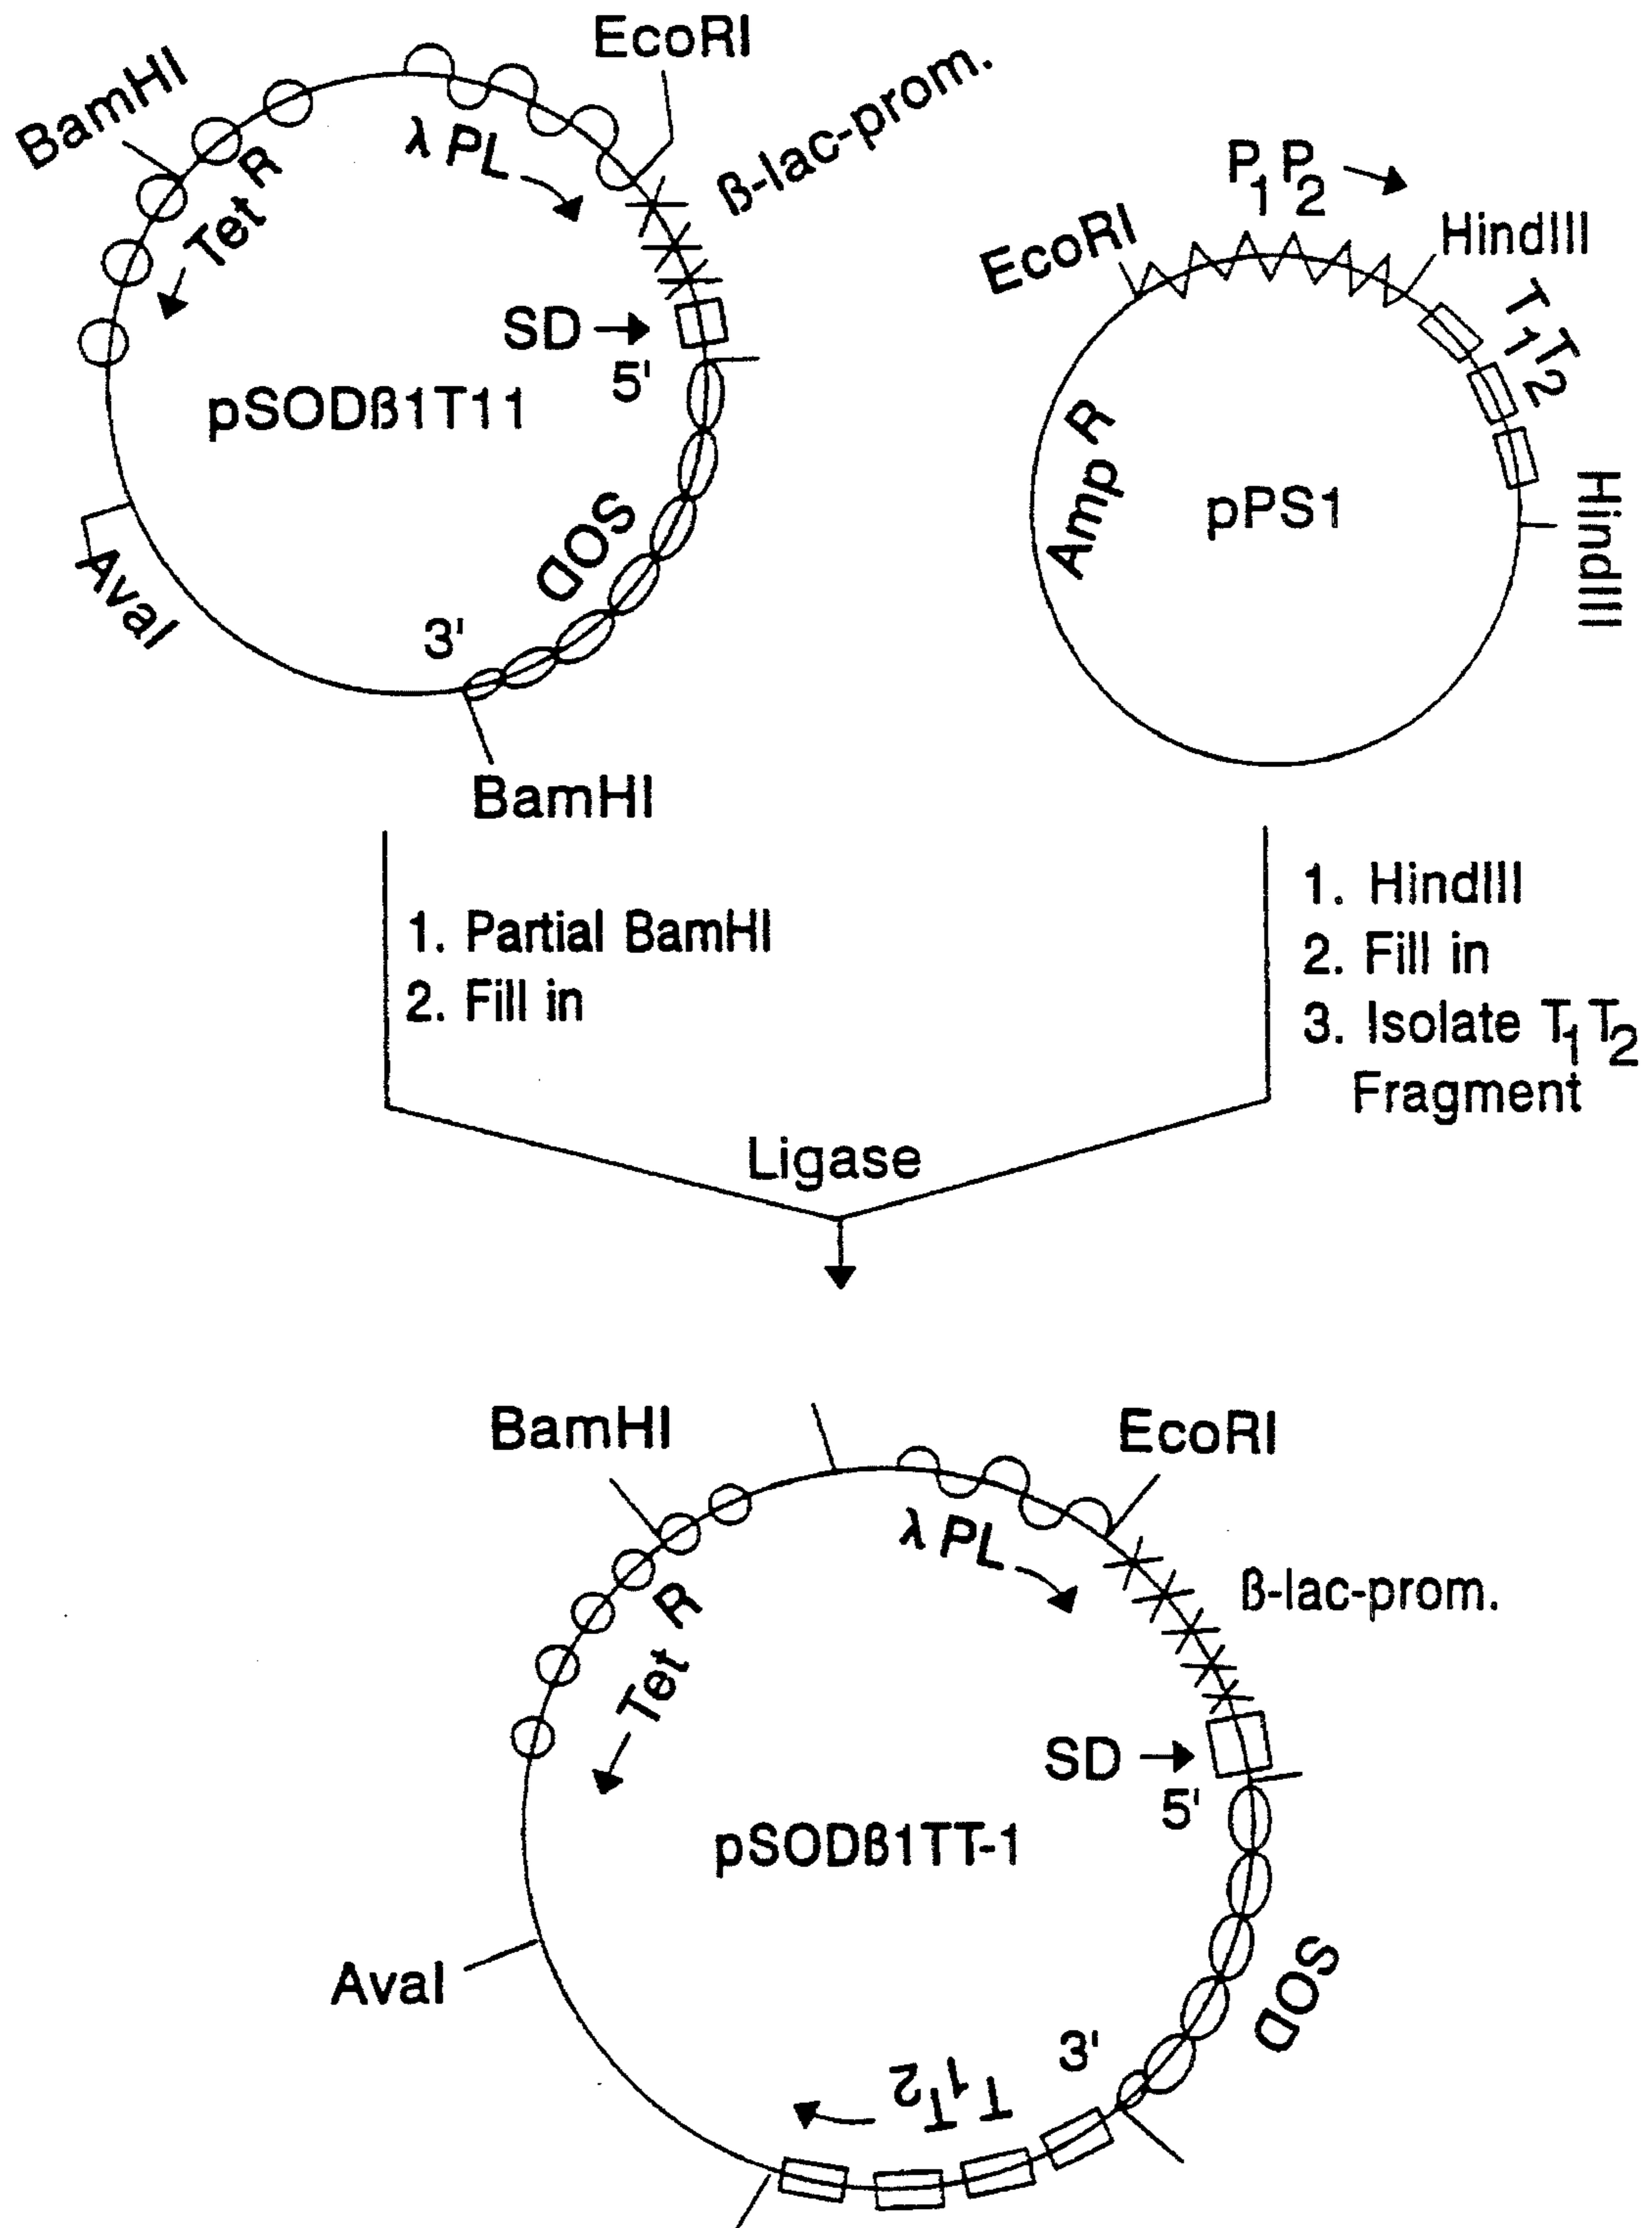 BamHI
EcoRI
β-lac-prom.
λ PL
Tet R
SD
5'
pSODβ1T11
SOD
3'
AvaI
BamHI
P1P2
EcoRI
HindIII
T1T2
Amp R
pPS1
HindIII
1. Partial BamHI
2. Fill in
1. HindIII
2. Fill in
3. Isolate T1T2
Fragment
Ligase
BamHI
EcoRI
λ PL
β-lac-prom.
Tet R
SD
5'
pSODβ1TT-1
AvaI
SOD
3'
T1T2